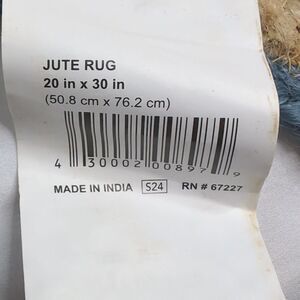 JUTE RUG
20 in x 30 in
(50.8 cm x 76.2 cm)
4 30002 00897 9
MADE IN INDIA S24 RN # 67227